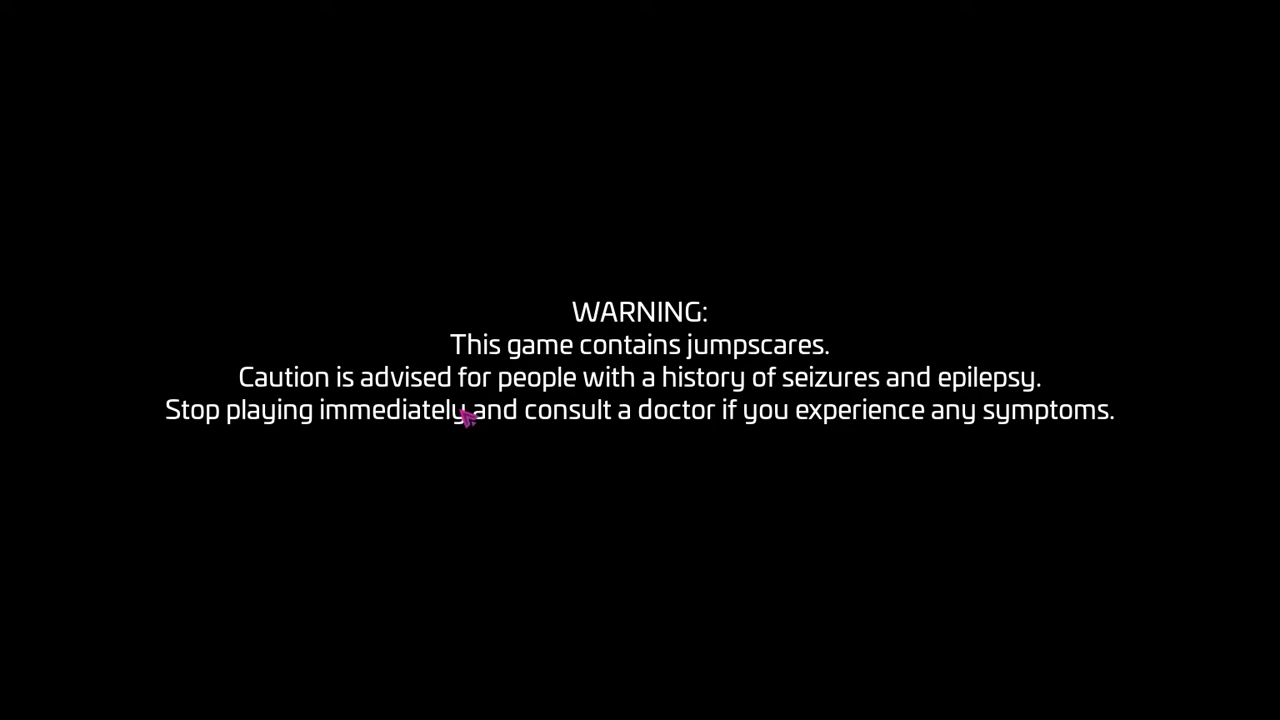 WARNING:
This game contains jumpscares.
Caution is advised for people with a history of seizures and epilepsy.
Stop playing immediately and consult a doctor if you experience any symptoms.